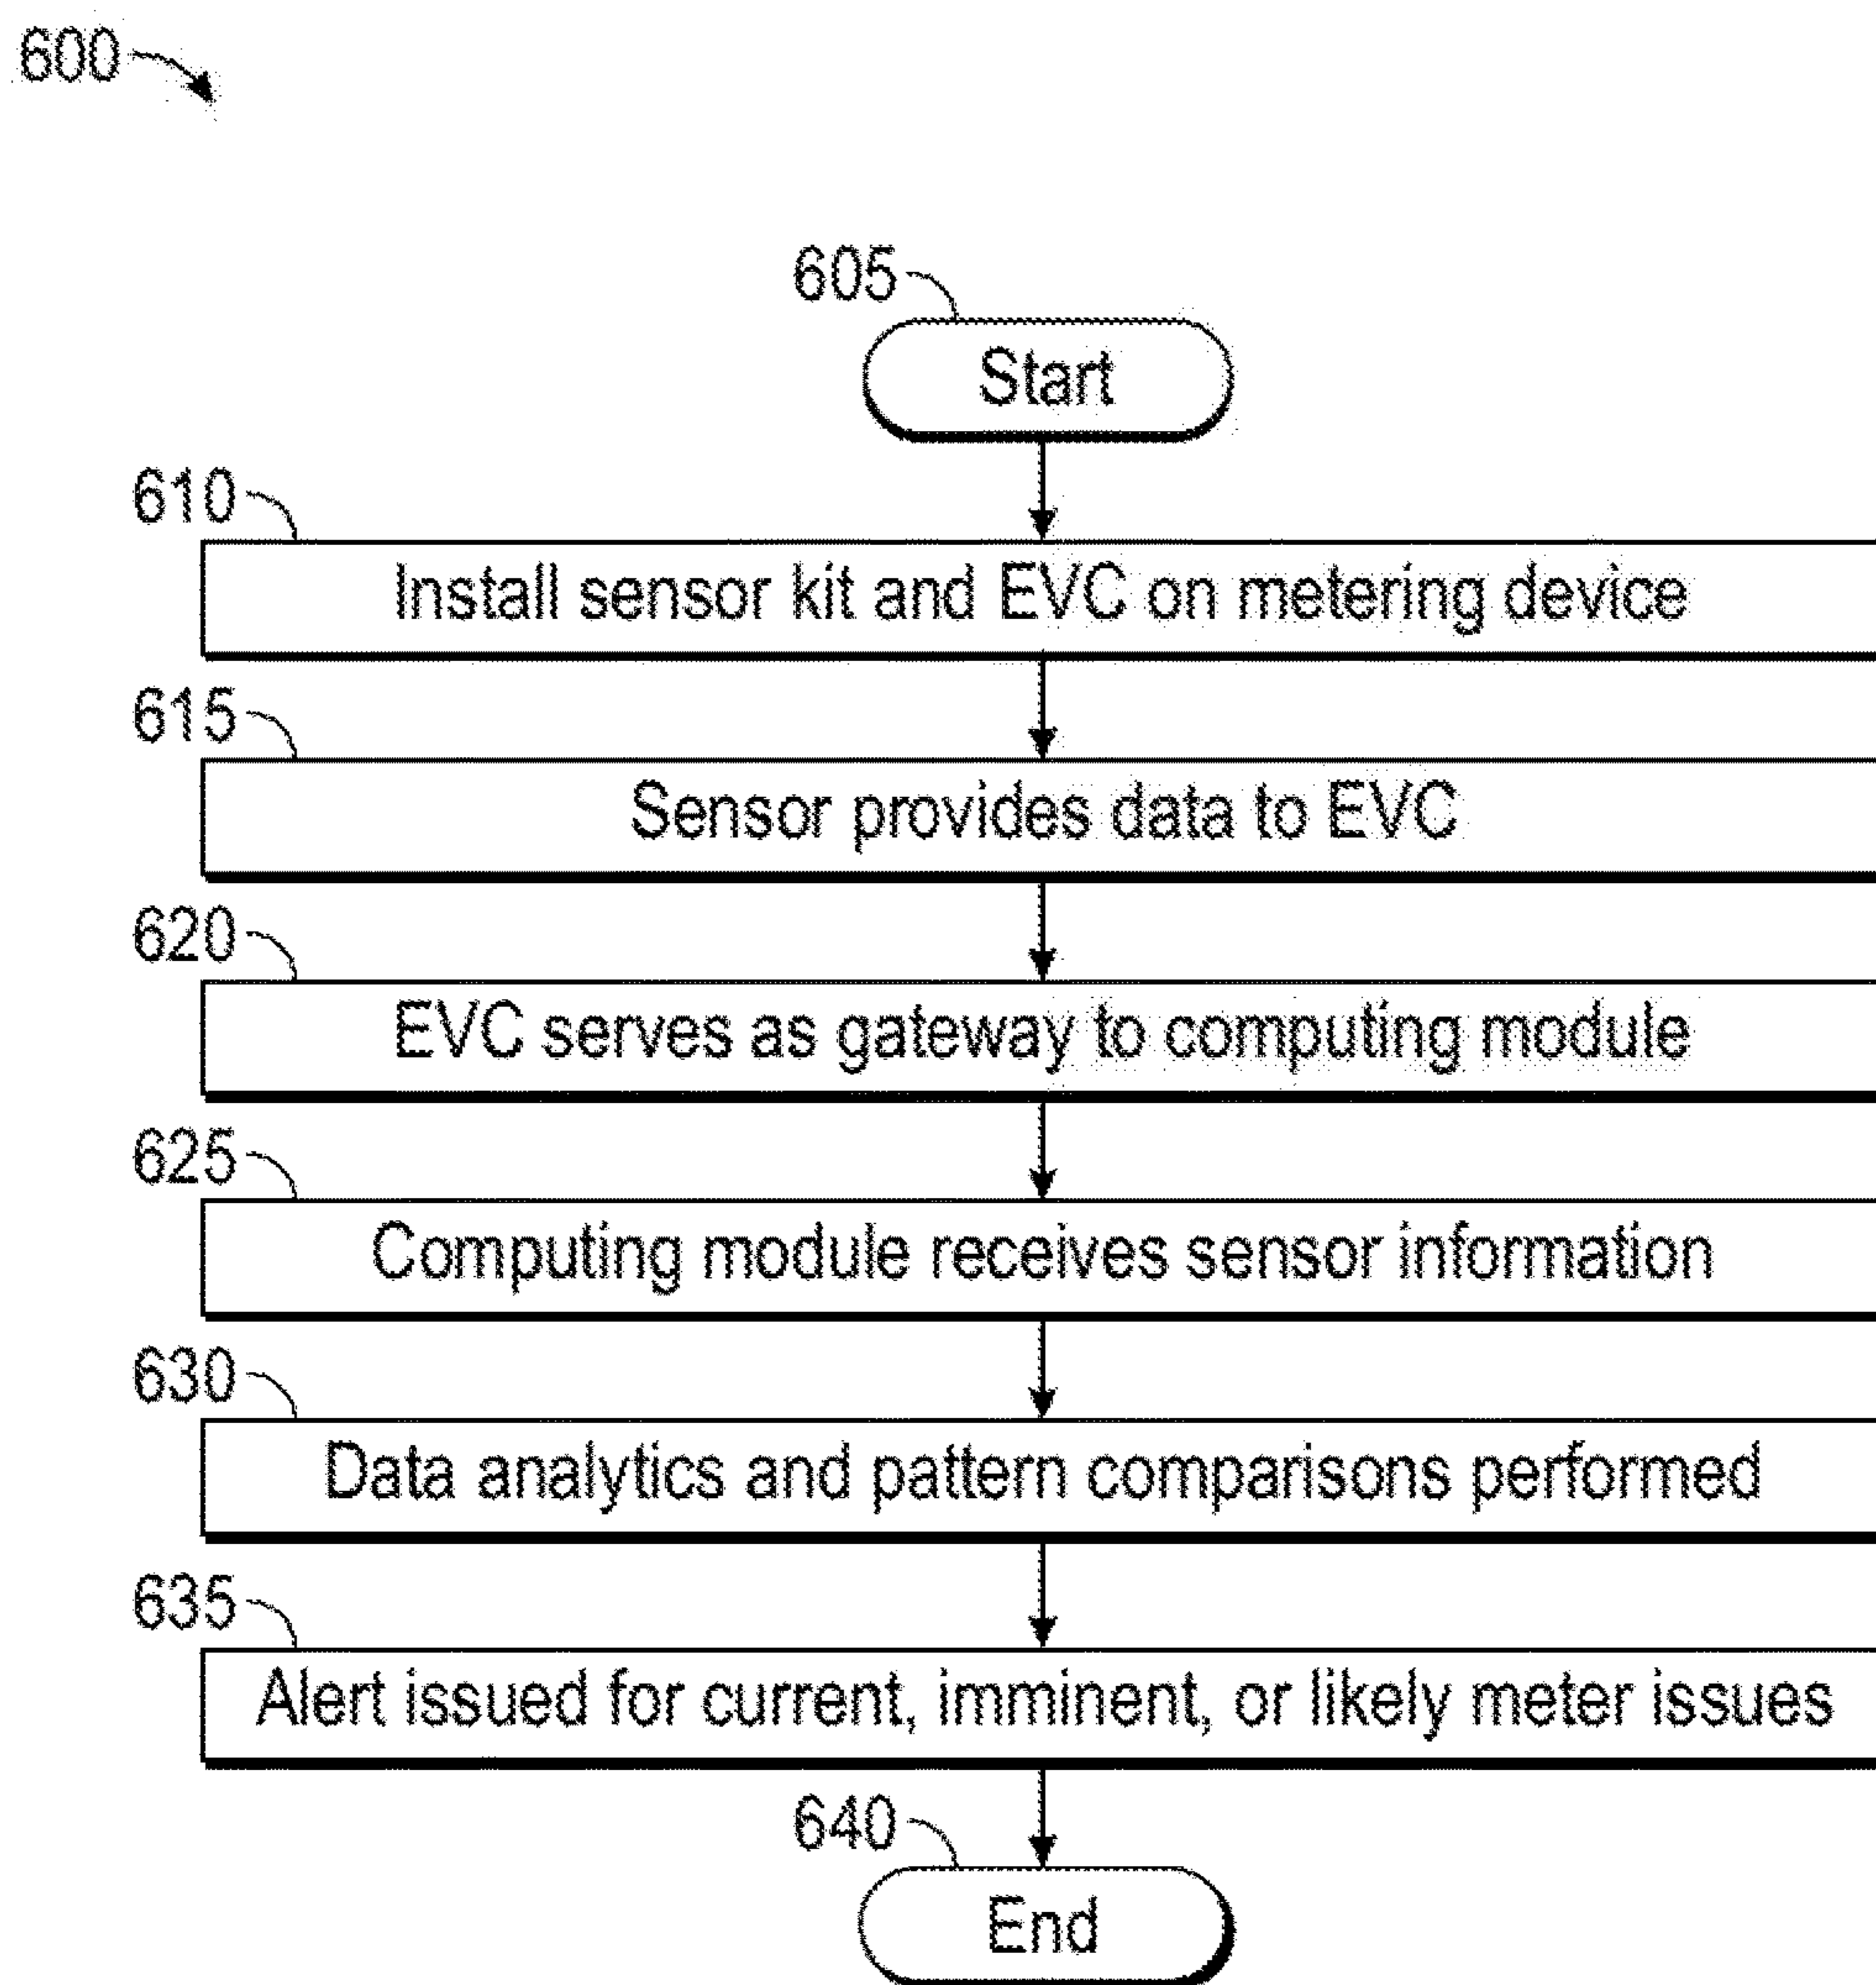 600
605
Start
610
Install sensor kit and EVC on metering device
615
Sensor provides data to EVC
620
EVC serves as gateway to computing module
625
Computing module receives sensor information
630
Data analytics and pattern comparisons performed
635
Alert issued for current, imminent, or likely meter issues
640
End